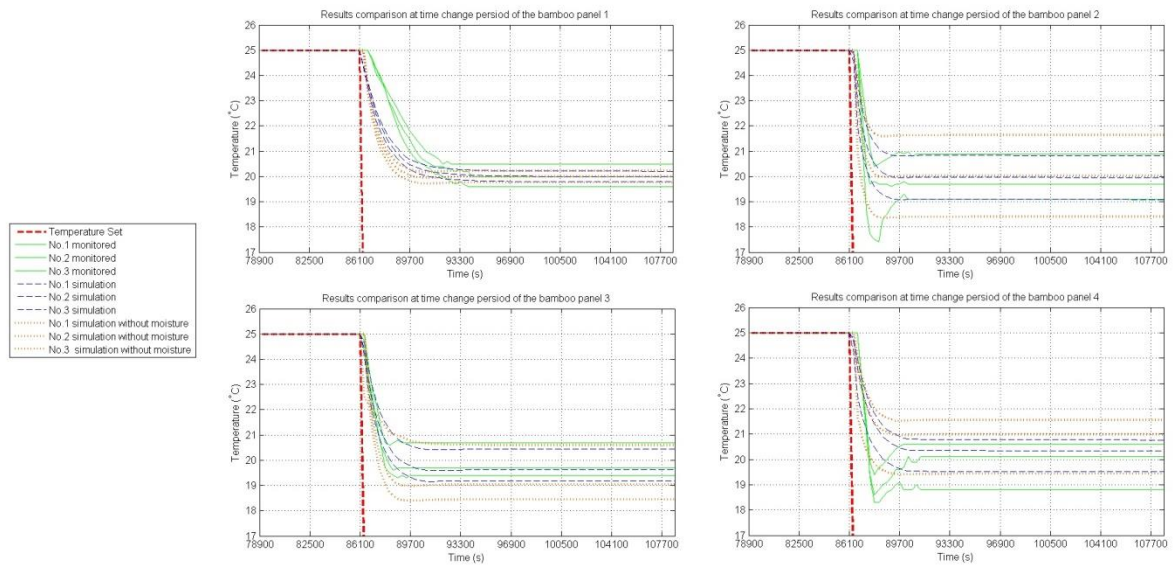 Results comparison at time change persiod of the bamboo panel 1
26
25
24
23
22
21
20
19
18
17
Temperature (°C)
78900 82500 86100 89700 93300 96900 100500 104100 107700
Time (s)
Results comparison at time change persiod of the bamboo panel 2
26
25
24
23
22
21
20
19
18
17
Temperature (°C)
78900 82500 86100 89700 93300 96900 100500 104100 107700
Time (s)
Temperature Set
No.1 monitored
No.2 monitored
No.3 monitored
No.1 simulation
No.2 simulation
No.3 simulation
No.1 simulation without moisture
No.2 simulation without moisture
No.3 simulation without moisture
Results comparison at time change persiod of the bamboo panel 3
26
25
24
23
22
21
20
19
18
17
Temperature (°C)
78900 82500 86100 89700 93300 96900 100500 104100 107700
Time (s)
Results comparison at time change persiod of the bamboo panel 4
26
25
24
23
22
21
20
19
18
17
Temperature (°C)
78900 82500 86100 89700 93300 96900 100500 104100 107700
Time (s)